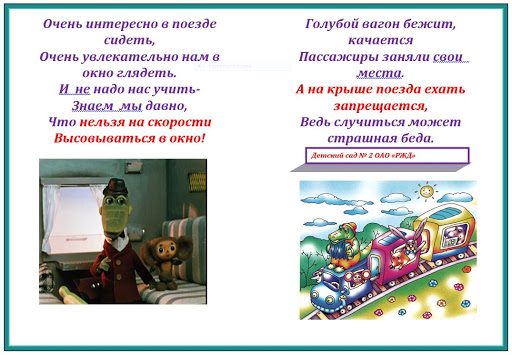 Очень интересно в поезде
сидеть,
Очень увлекательно нам в
окно глядеть.
И не надо нас учить-
Знаем мы давно,
Что нельзя на скорости
Высовываться в окно!
Голубой вагон бежит,
качается
Пассажиры заняли свои
места.
А на крыше поезда ехать
запрещается,
Ведь случиться может
страшная беда.
Детский сад № 2 ОАО «РЖД»